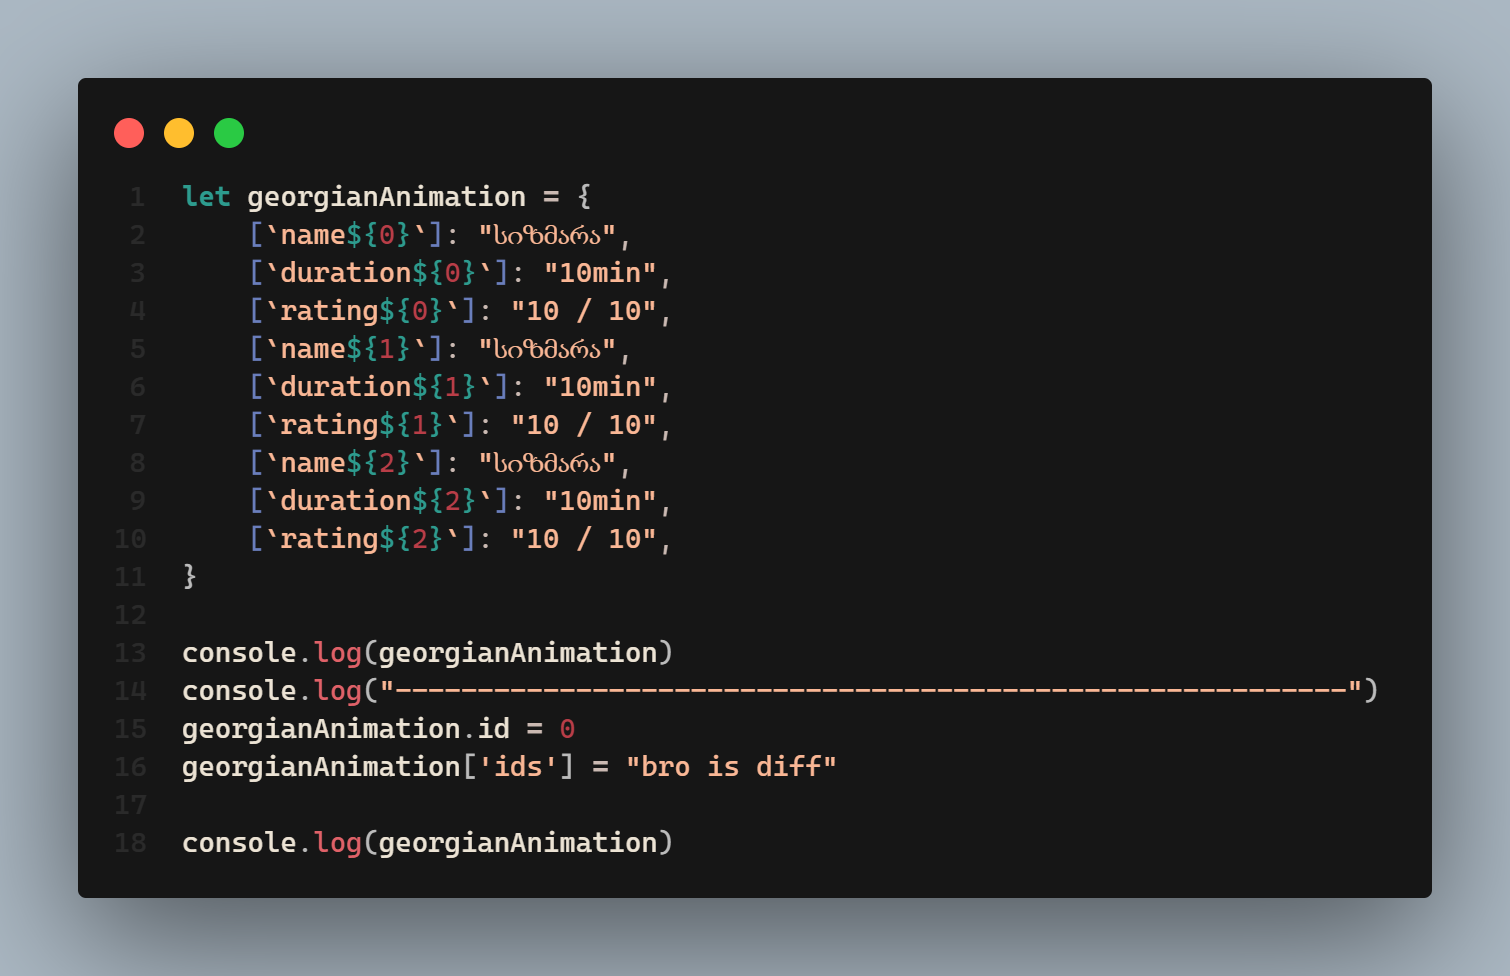 1 let georgianAnimation = {
2     [`name${0}`]: "სიზმარა",
3     [`duration${0}`]: "10min",
4     [`rating${0}`]: "10 / 10",
5     [`name${1}`]: "სიზმარა",
6     [`duration${1}`]: "10min",
7     [`rating${1}`]: "10 / 10",
8     [`name${2}`]: "სიზმარა",
9     [`duration${2}`]: "10min",
10     [`rating${2}`]: "10 / 10",
11 }
12
13 console.log(georgianAnimation)
14 console.log("----------------------------------------------------------")
15 georgianAnimation.id = 0
16 georgianAnimation['ids'] = "bro is diff"
17
18 console.log(georgianAnimation)